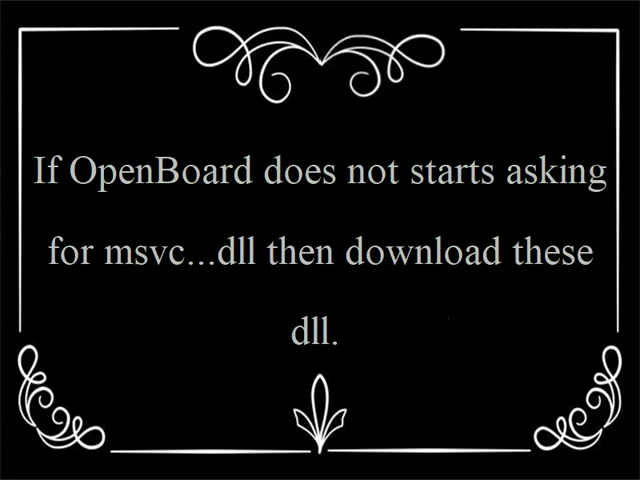 If OpenBoard does not starts asking
for msvc...dll then download these
dll.